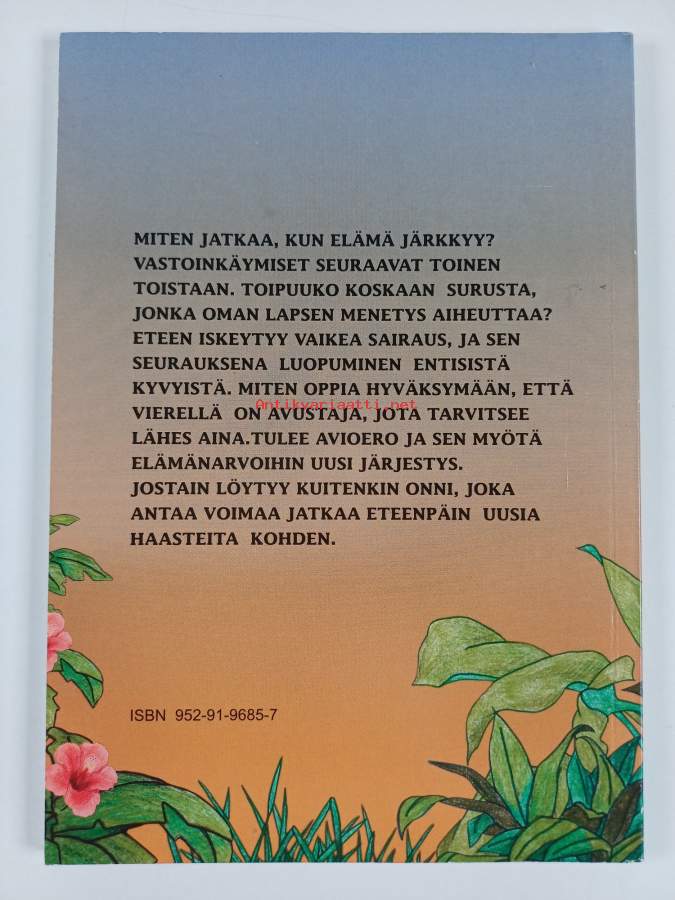 MITEN JATKAA, KUN ELÄMÄ JÄRKKYY?
VASTOINKÄYMISET SEURAAVAT TOINEN
TOISTAAN. TOIPUUKO KOSKAAN SURUSTA,
JONKA OMAN LAPSEN MENETYS AIHEUTTAA?
ETEEN ISKEYTYY VAIKEA SAIRAUS, JA SEN
SEURAUKSENA LUOPUMINEN ENTISISTÄ
KYVYISTÄ. MITEN OPPIA HYVÄKSYMÄÄN, ETTÄ
Antikvariaatti.net
VIERELLÄ ON AVUSTAJA, JOTA TARVITSEE
LÄHES AINA.TULEE AVIOERO JA SEN MYÖTÄ
ELÄMÄNARVOIHIN UUSI JÄRJESTYS.
JOSTAIN LÖYTYY KUITENKIN ONNI, JOKA
ANTAA VOIMAA JATKAA ETEENPÄIN UUSIA
HAASTEITA KOHDEN.
ISBN 952-91-9685-7